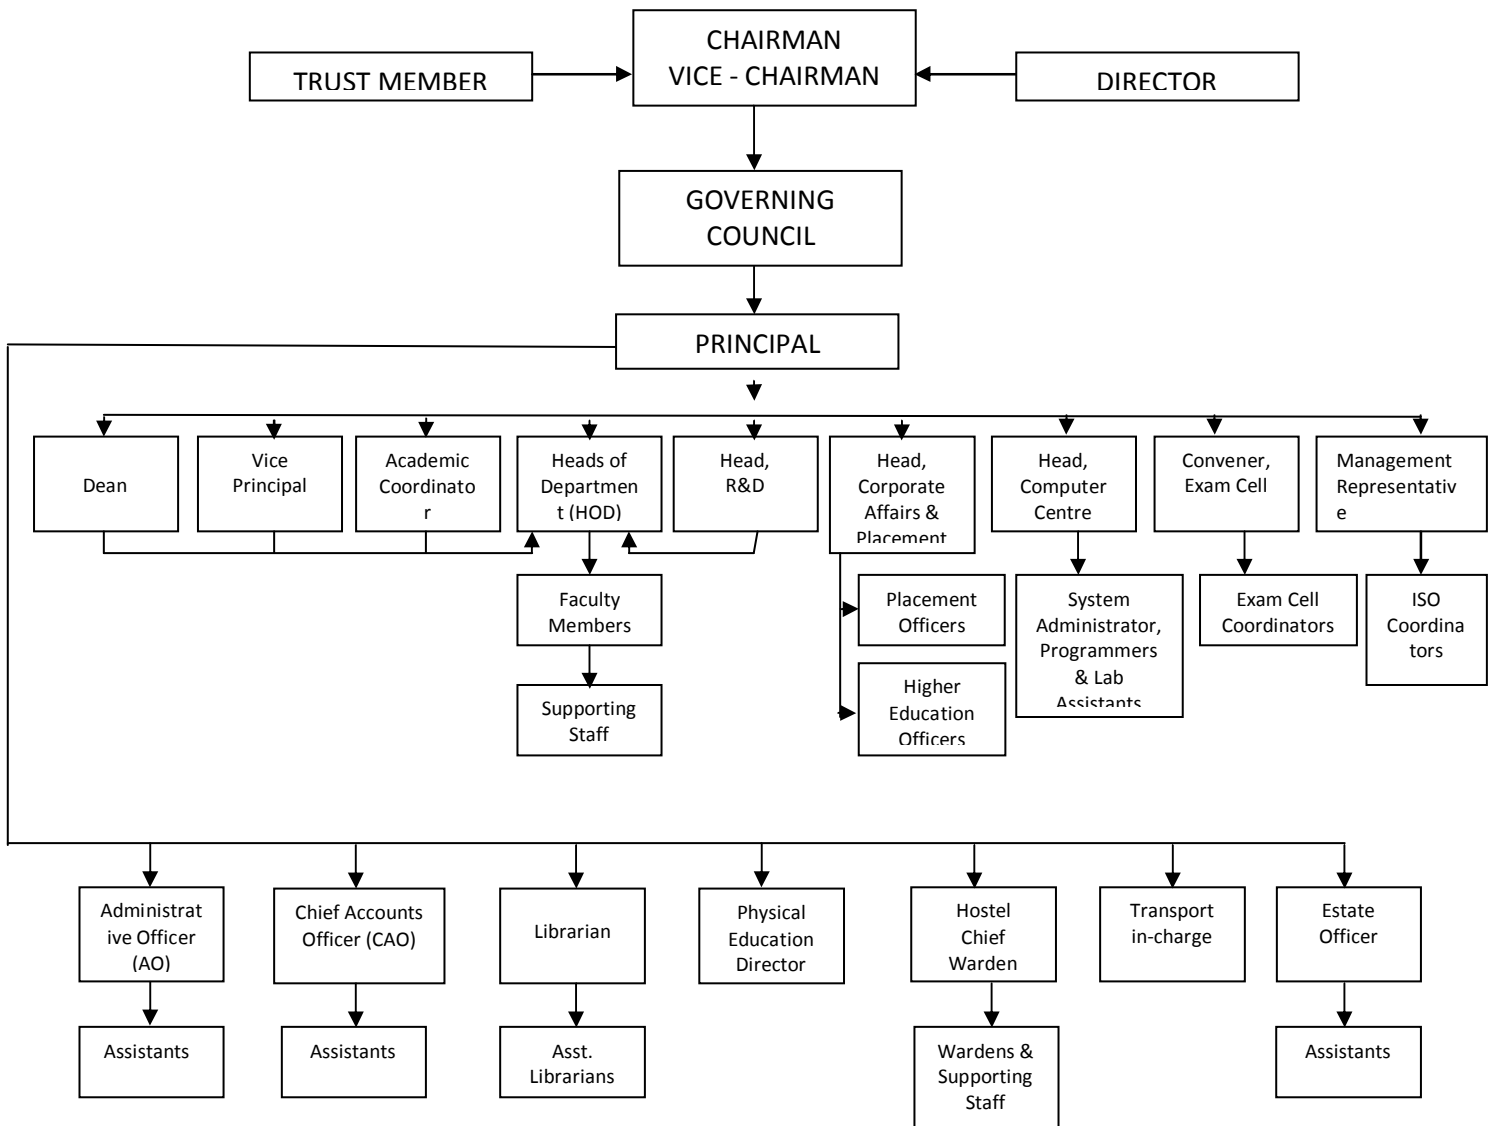 CHAIRMAN
VICE - CHAIRMAN
TRUST MEMBER
DIRECTOR
GOVERNING
COUNCIL
PRINCIPAL
Dean
Vice
Principal
Academic
Coordinato
r
Heads of
Departmen
t (HOD)
Head,
R&D
Head,
Corporate
Affairs &
Placement
Head,
Computer
Centre
Convener,
Exam Cell
Management
Representativ
e
Faculty
Members
Supporting
Staff
Placement
Officers
Higher
Education
Officers
System
Administrator,
Programmers
& Lab
Assistants
Exam Cell
Coordinators
ISO
Coordina
tors
Administrat
ive Officer
(AO)
Chief Accounts
Officer (CAO)
Librarian
Physical
Education
Director
Hostel
Chief
Warden
Transport
in-charge
Estate
Officer
Assistants
Assistants
Asst.
Librarians
Wardens &
Supporting
Staff
Assistants